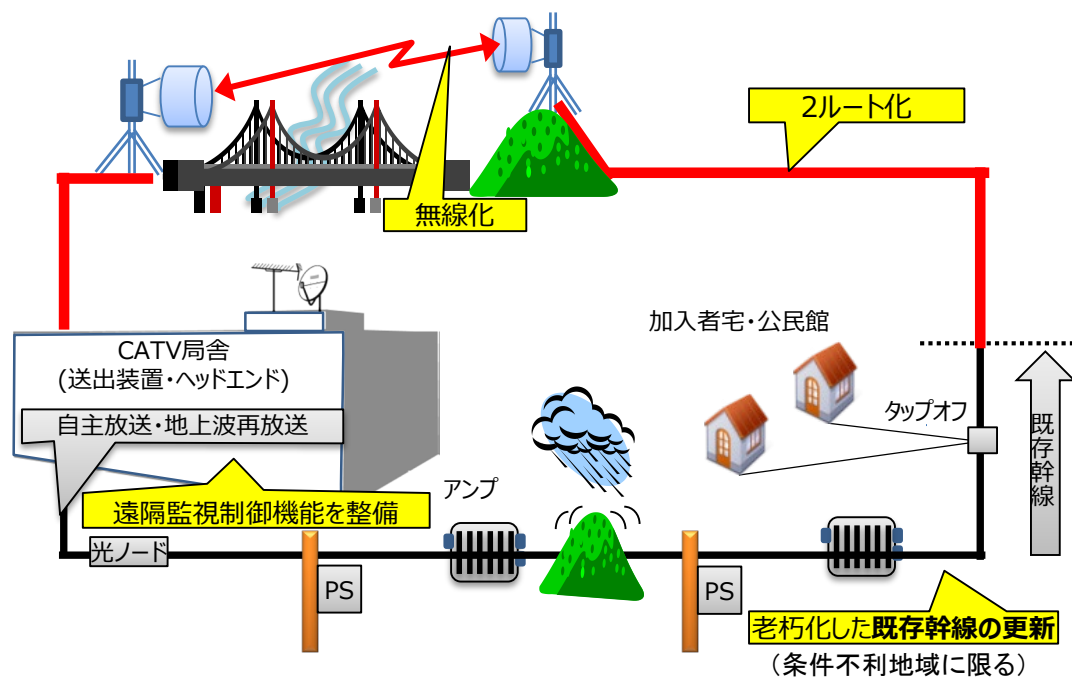 2ルート化
無線化
CATV局舎
(送出装置・ヘッドエンド)
自主放送・地上波再放送
遠隔監視制御機能を整備
加入者宅・公民館
タップオフ
既存幹線
アンプ
光ノード
PS
PS
老朽化した既存幹線の更新
(条件不利地域に限る)